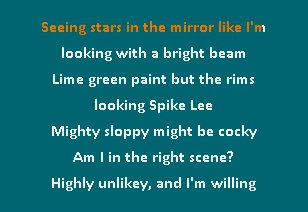 Seeing stars in the mirror like I'm
looking with a bright beam
Lime green paint but the rims
looking Spike Lee
Mighty sloppy might be cocky
Am I in the right scene?
Highly unlikey, and I'm willing